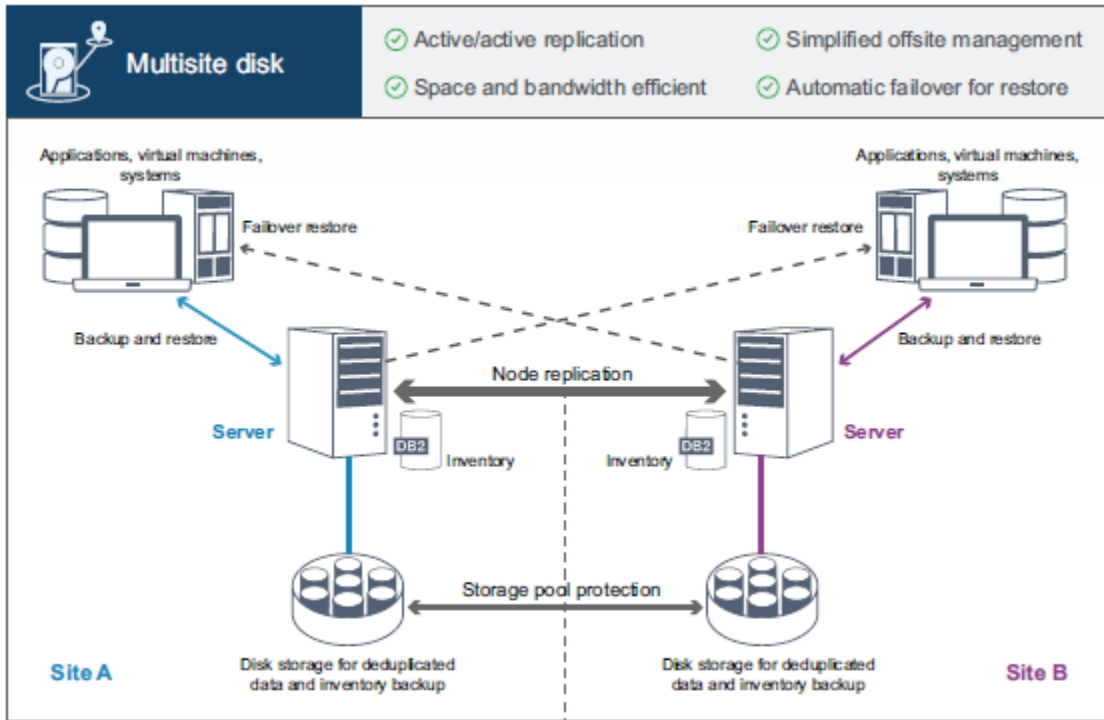 Multisite disk
Active/active replication
Simplified offsite management
Space and bandwidth efficient
Automatic failover for restore
Applications, virtual machines,
systems
Applications, virtual machines,
systems
Failover restore
Failover restore
Backup and restore
Backup and restore
Node replication
Server
Server
DB2
Inventory
DB2
Inventory
Storage pool protection
Disk storage for deduplicated
data and inventory backup
Disk storage for deduplicated
data and inventory backup
Site A
Site B